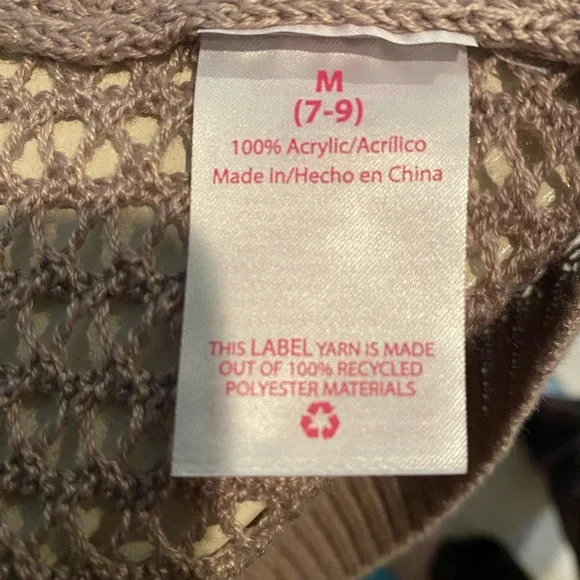 M
(7-9)
100% Acrylic/Acrílico
Made in/Hecho en China
THIS LABEL YARN IS MADE
OUT OF 100% RECYCLED
POLYESTER MATERIALS